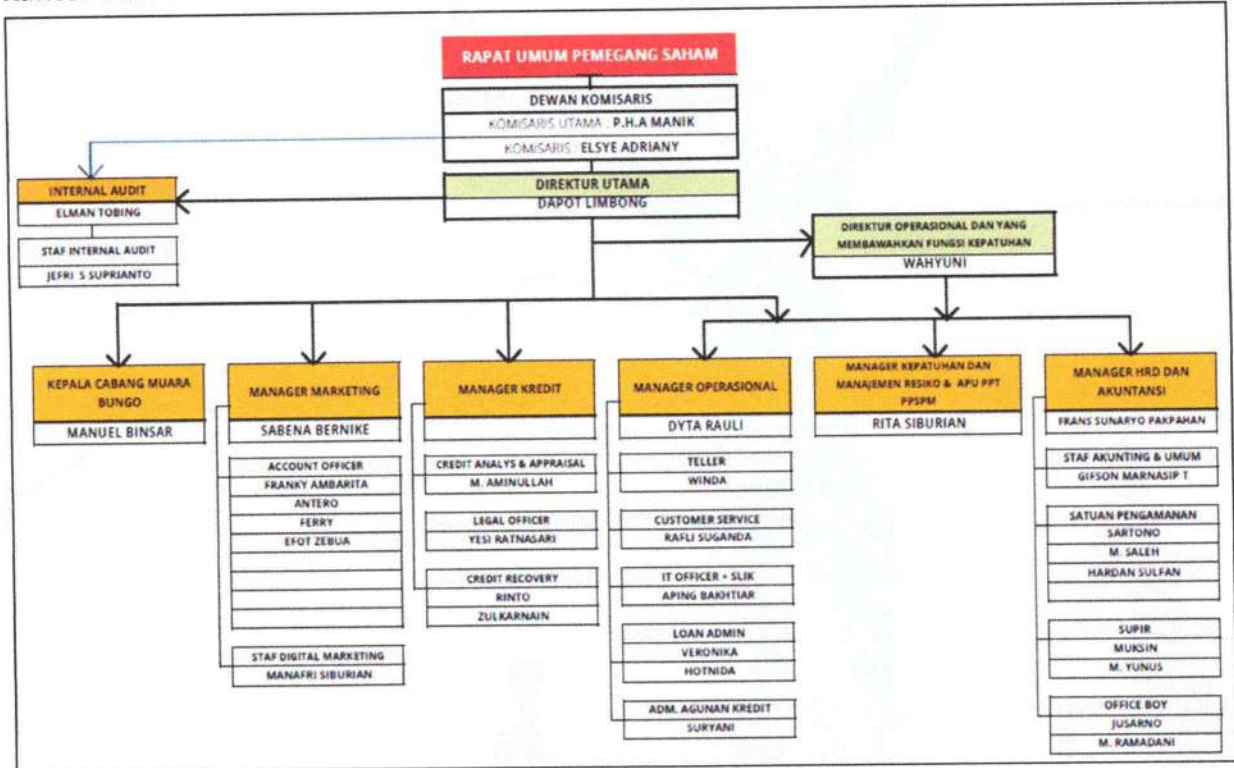 RAPAT UMUM PEMEGANG SAHAM
DEWAN KOMISARIS
KOMISARIS UTAMA : P.H.A MANIK
KOMISARIS : ELSYE ADRIANY
DIREKTUR UTAMA
DAPOT LIMBONG
INTERNAL AUDIT
ELMAN TOBING
STAF INTERNAL AUDIT
JEFRI S SUPRIANTO
DIREKTUR OPERASIONAL DAN YANG
MEMBAWAHKAN FUNGSI KEPATUHAN
WAHYUNI
KEPALA CABANG MUARA
BUNGO
MANUEL BINSAR
MANAGER MARKETING
SABENA BERNIKE
ACCOUNT OFFICER
FRANKY AMBARITA
ANTERO
FERRY
EFOT ZEBUA
STAF DIGITAL MARKETING
MANAFRI SIBURIAN
MANAGER KREDIT
CREDIT ANALYS & APPRAISAL
M. AMINULLAH
LEGAL OFFICER
YESI RATNASARI
CREDIT RECOVERY
RINTO
ZULKARNAIN
MANAGER OPERASIONAL
DYTA RAULI
TELLER
WINDA
CUSTOMER SERVICE
RAFLI SUGANDA
IT OFFICER + SLIK
APING BAKHTIAR
LOAN ADMIN
VERONIKA
HOTNIDA
ADM. AGUNAN KREDIT
SURYANI
MANAGER KEPATUHAN DAN
MANAJEMEN RESIKO & APU PPT
PPSPM
RITA SIBURIAN
MANAGER HRD DAN
AKUNTANSI
FRANS SUNARYO PAKPAHAN
STAF AKUNTING & UMUM
GIFSON MARNASIP T
SATUAN PENGAMANAN
SARTONO
M. SALEH
HARDAN SULFAN
SUPIR
MUKSIN
M. YUNUS
OFFICE BOY
JUSARNO
M. RAMADANI